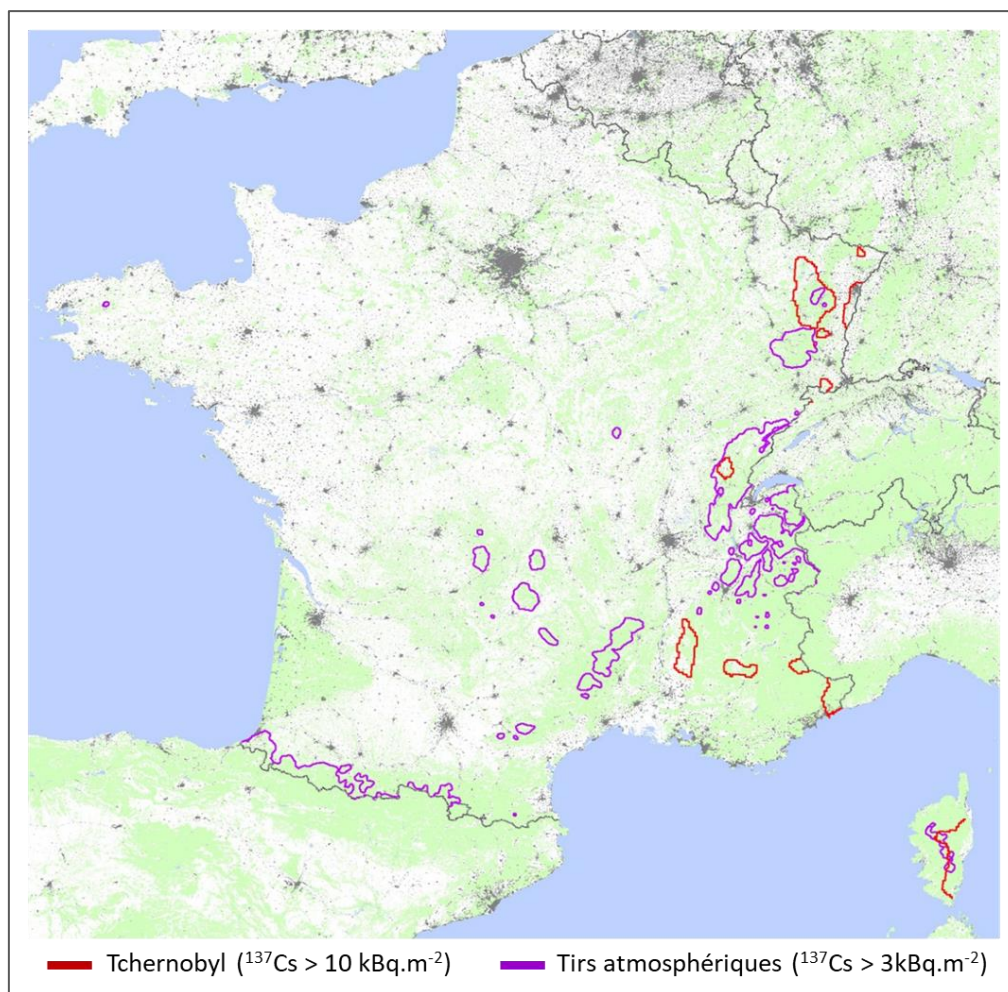 Tchernobyl (¹³⁷Cs > 10 kBq.m⁻²) Tirs atmosphériques (¹³⁷Cs > 3kBq.m⁻²)